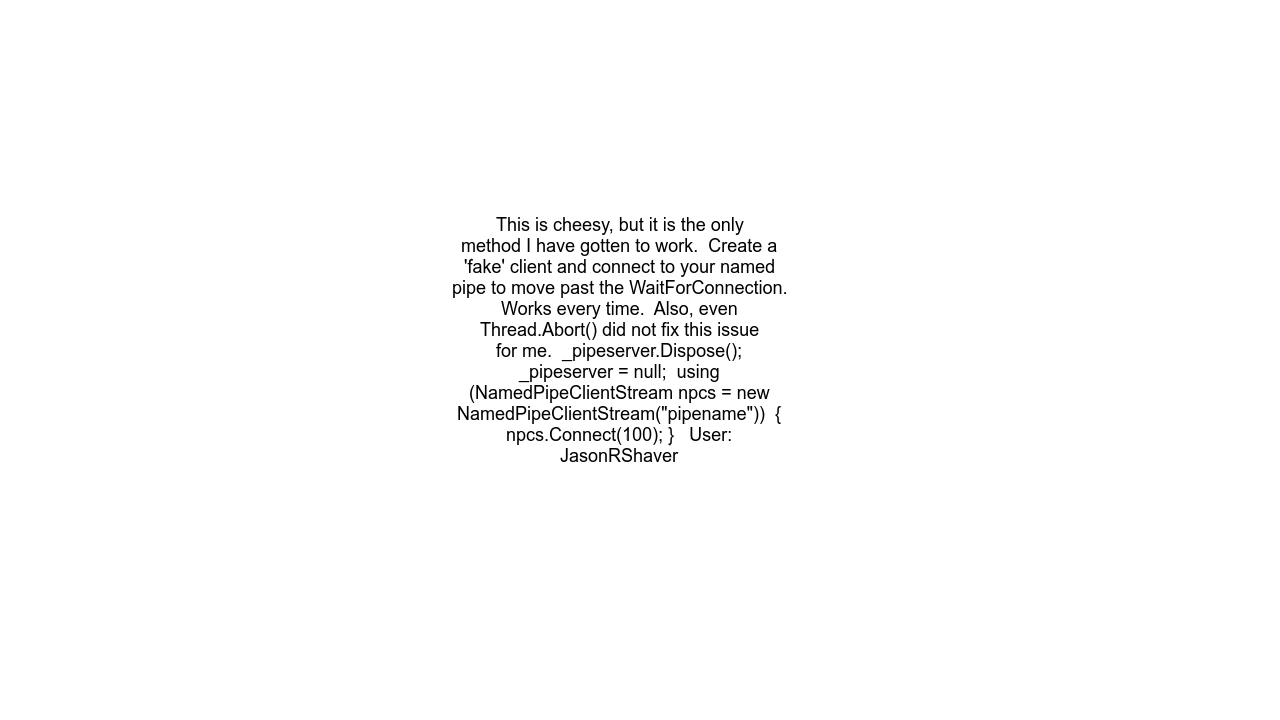 This is cheesy, but it is the only
method I have gotten to work.  Create a
'fake' client and connect to your named
pipe to move past the WaitForConnection.
Works every time.  Also, even
Thread.Abort() did not fix this issue
for me.  _pipeserver.Dispose();
_pipeserver = null;  using
(NamedPipeClientStream npcs = new
NamedPipeClientStream("pipename"))  {
npcs.Connect(100); }   User:
JasonRShaver